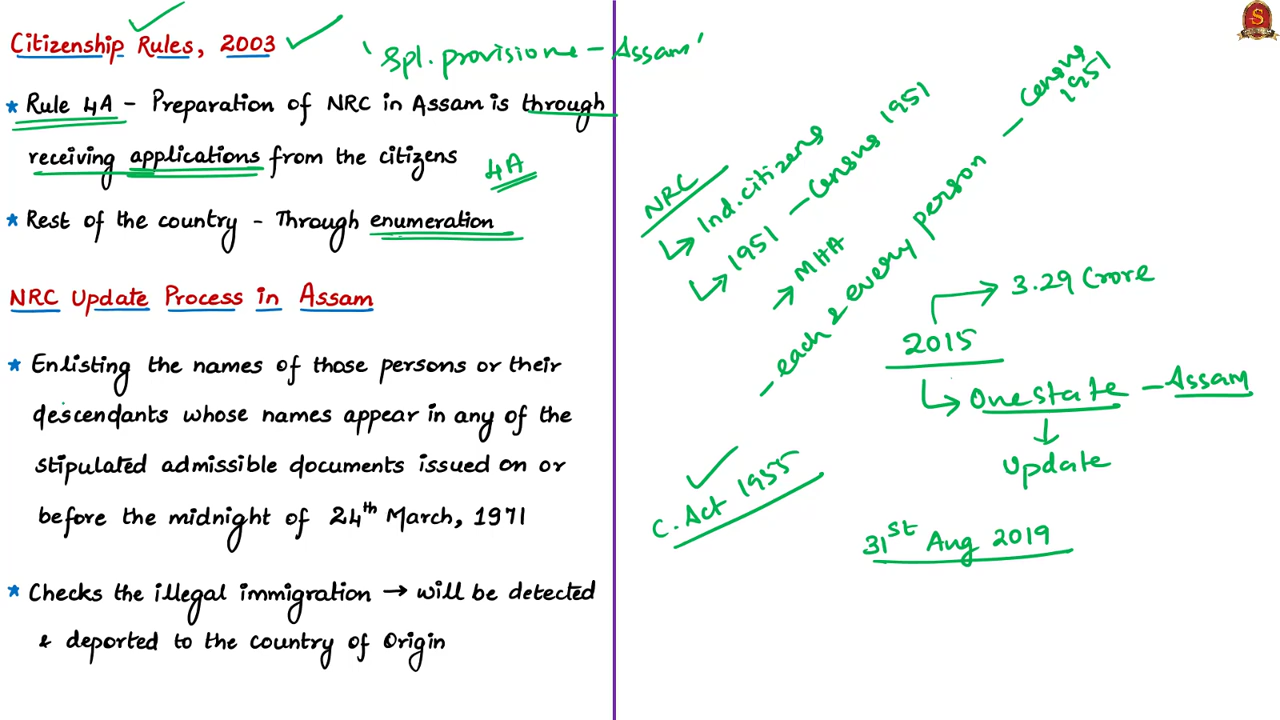 Citizenship Rules, 2003
'Spl. provisions - Assam'
* Rule 4A - Preparation of NRC in Assam is through
receiving applications from the citizens
4A
* Rest of the country - Through enumeration
NRC Update Process in Assam
* Enlisting the names of those persons or their
descendants whose names appear in any of the
stipulated admissible documents issued on or
before the midnight of 24th March, 1971
* Checks the illegal immigration → will be detected
& deported to the country of Origin
S
NRC
↳ Ind. citizens
↳ 1951 - Census 1951
→ MHA
- each & every person - Census
1951
2015 → 3.29 Crore
↳ One state - Assam
↓
Update
C. Act 1955
31st Aug 2019